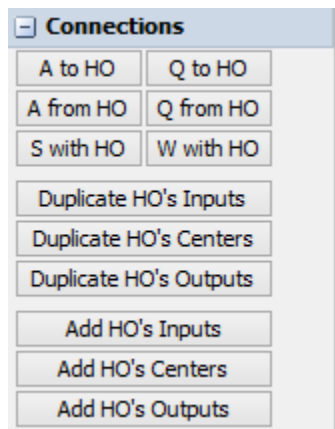 Connections
A to HO Q to HO
A from HO Q from HO
S with HO W with HO
Duplicate HO's Inputs
Duplicate HO's Centers
Duplicate HO's Outputs
Add HO's Inputs
Add HO's Centers
Add HO's Outputs